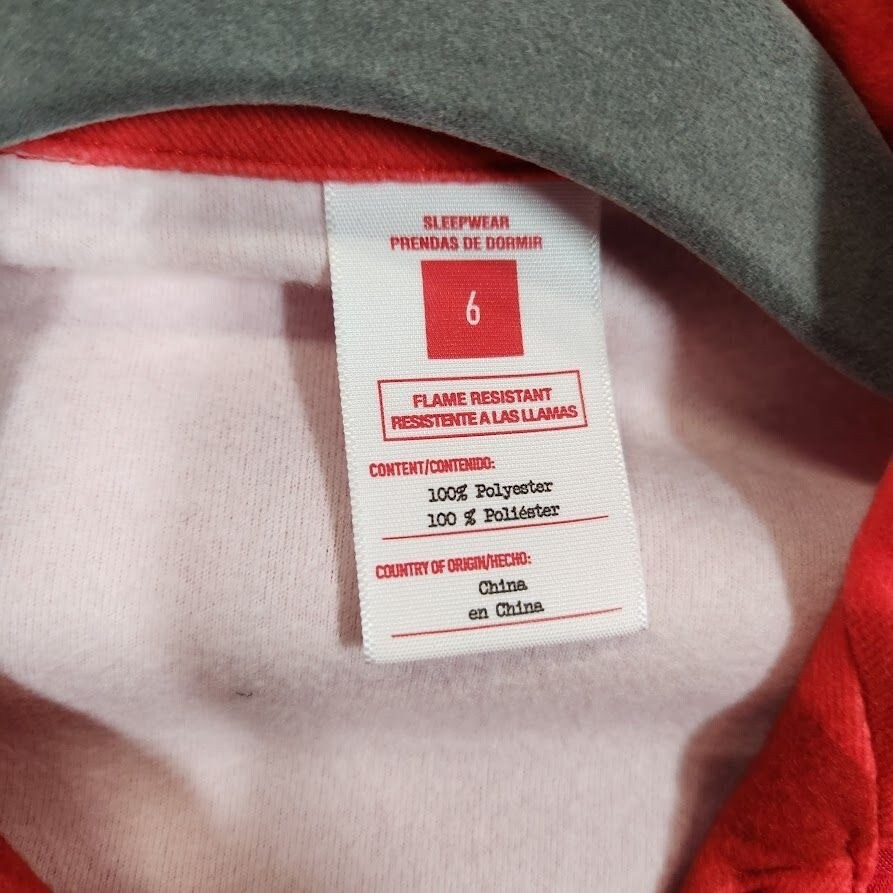 SLEEPWEAR
PRENDAS DE DORMIR
6
FLAME RESISTANT
RESISTENTE A LAS LLAMAS
CONTENT/CONTENIDO:
100% Polyester
100 % Poliéster
COUNTRY OF ORIGIN/HECHO:
China
en China